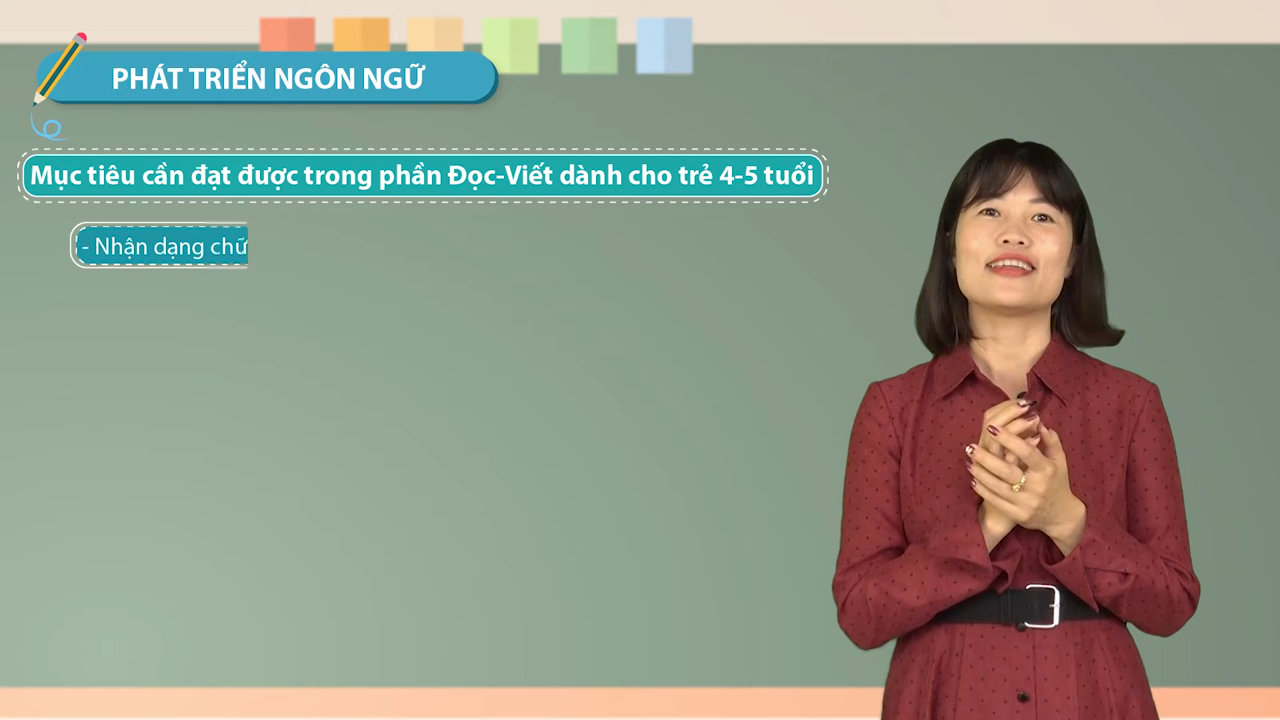 PHÁT TRIỂN NGÔN NGỮ
Mục tiêu cần đạt được trong phần Đọc-Viết dành cho trẻ 4-5 tuổi
- Nhận dạng chữ